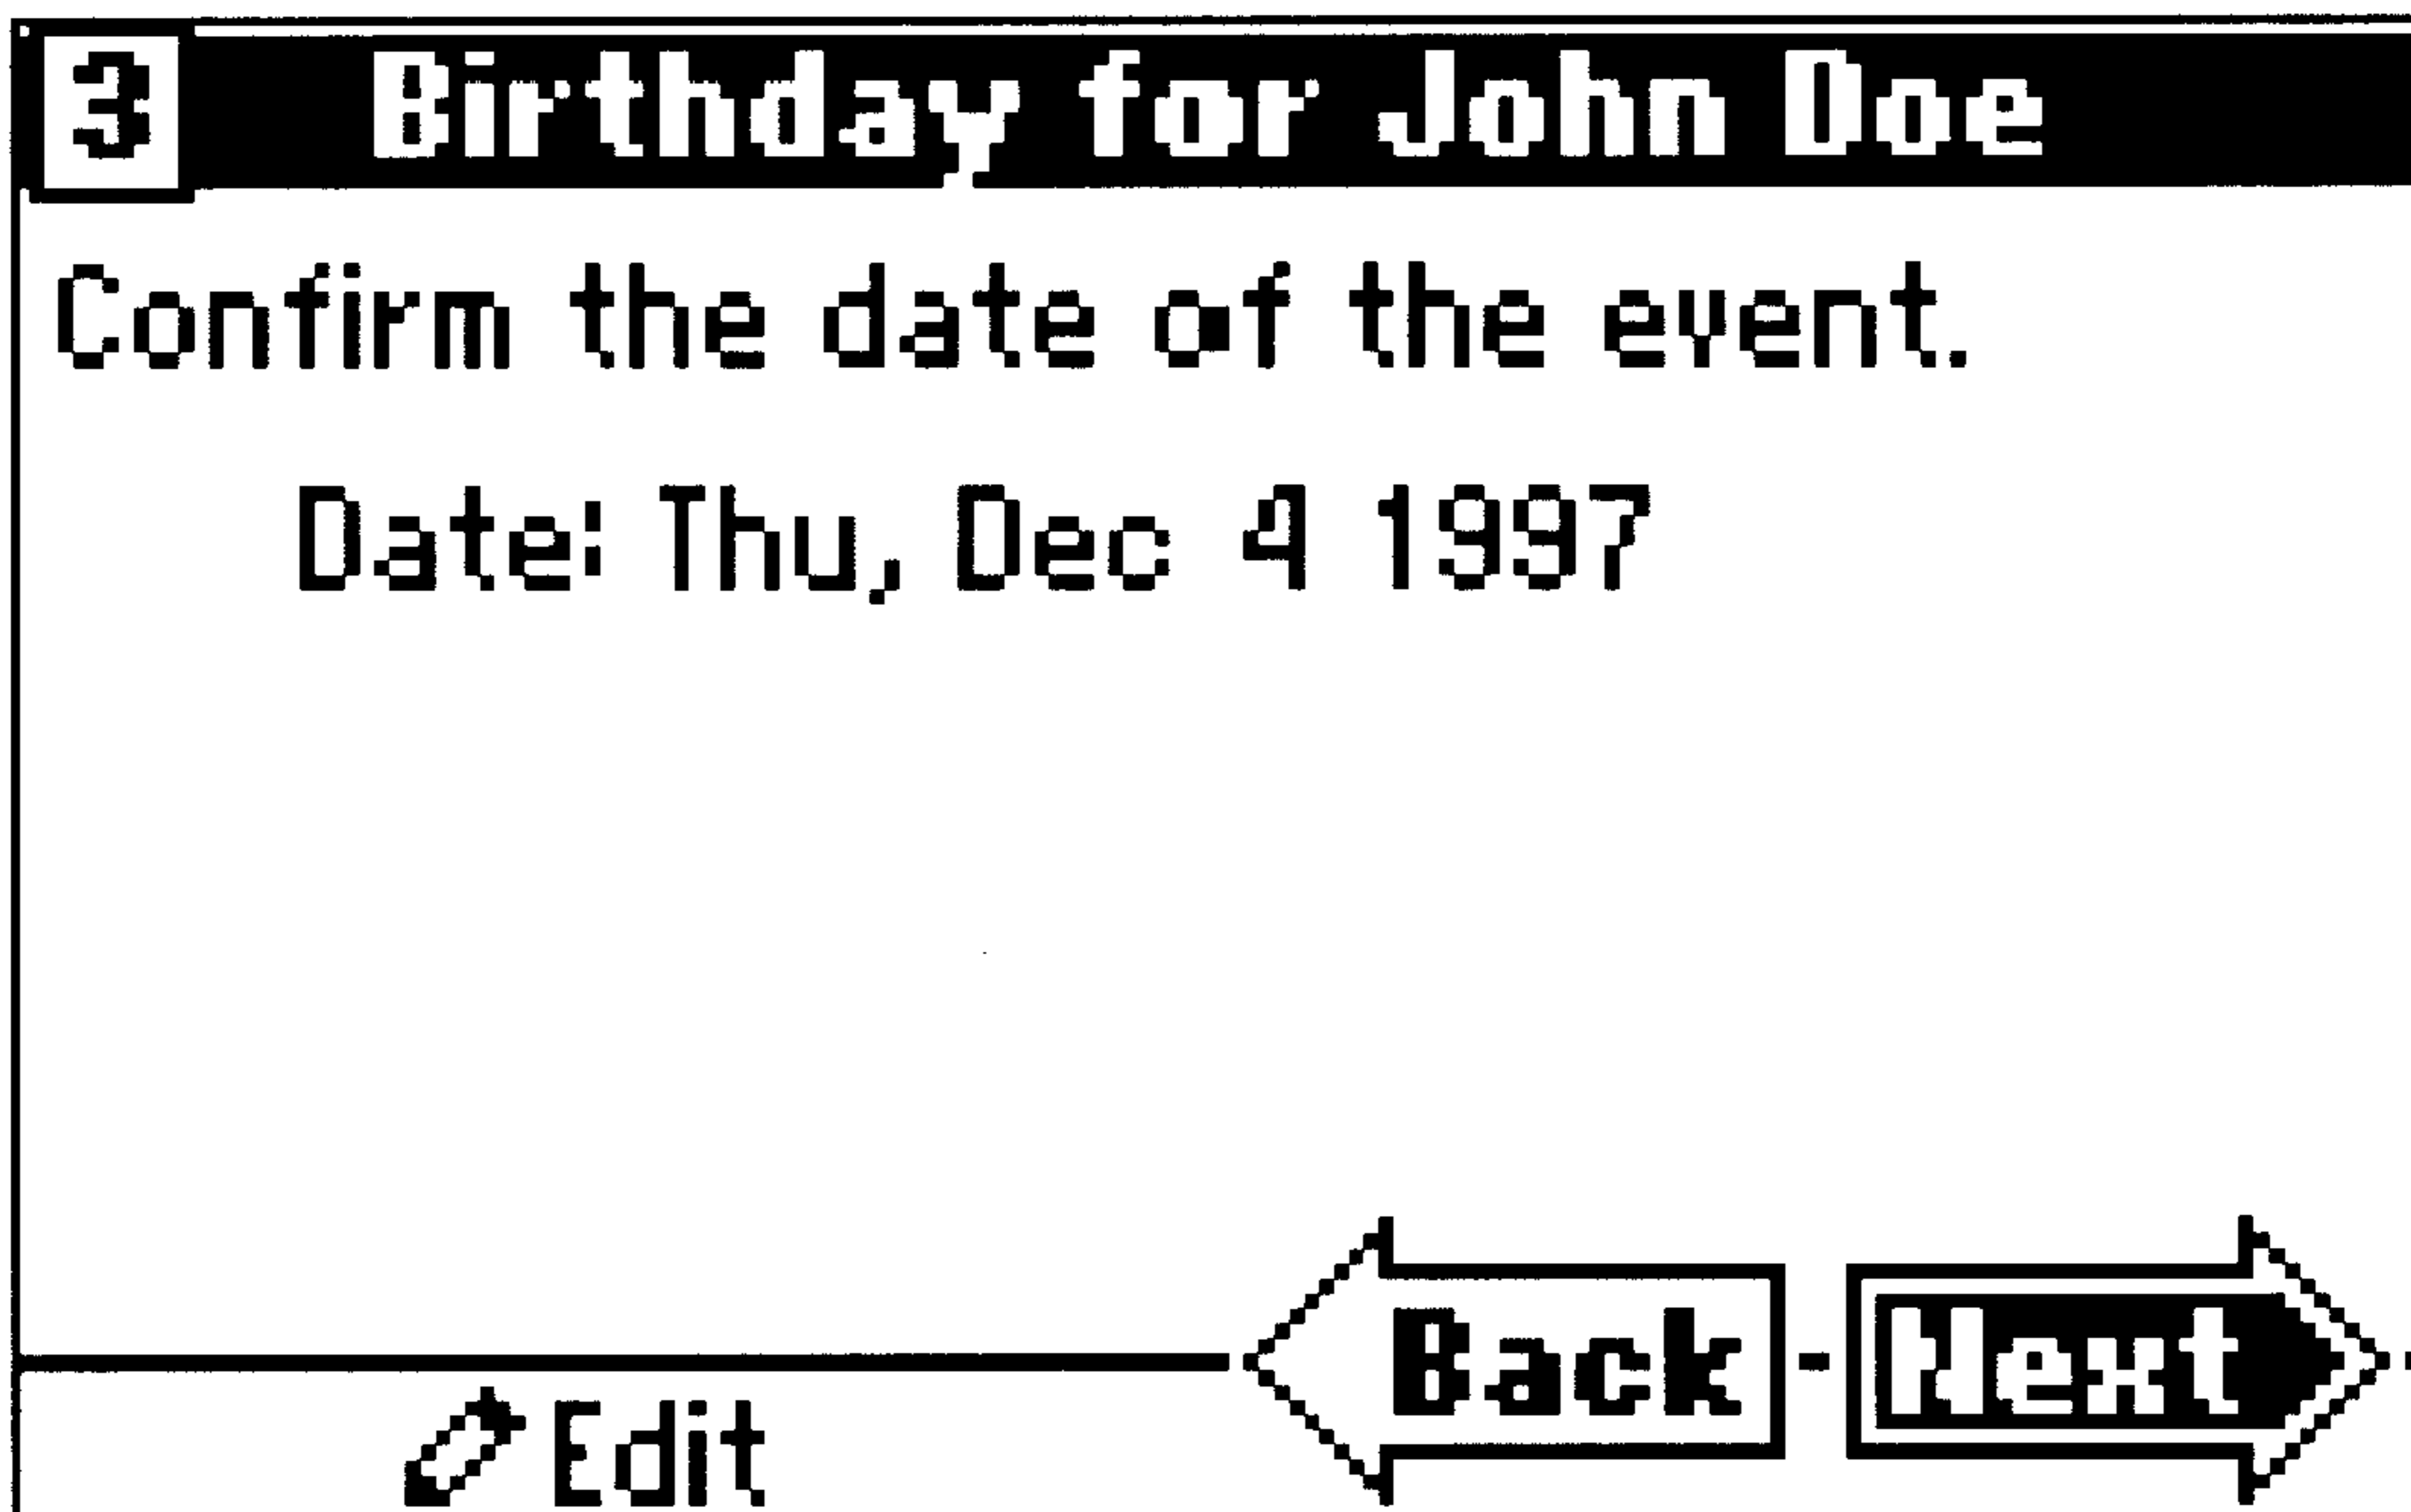 3 Birthday for John Doe
Confirm the date of the event.
Date: Thu, Dec 4 1997
Back Next
Edit